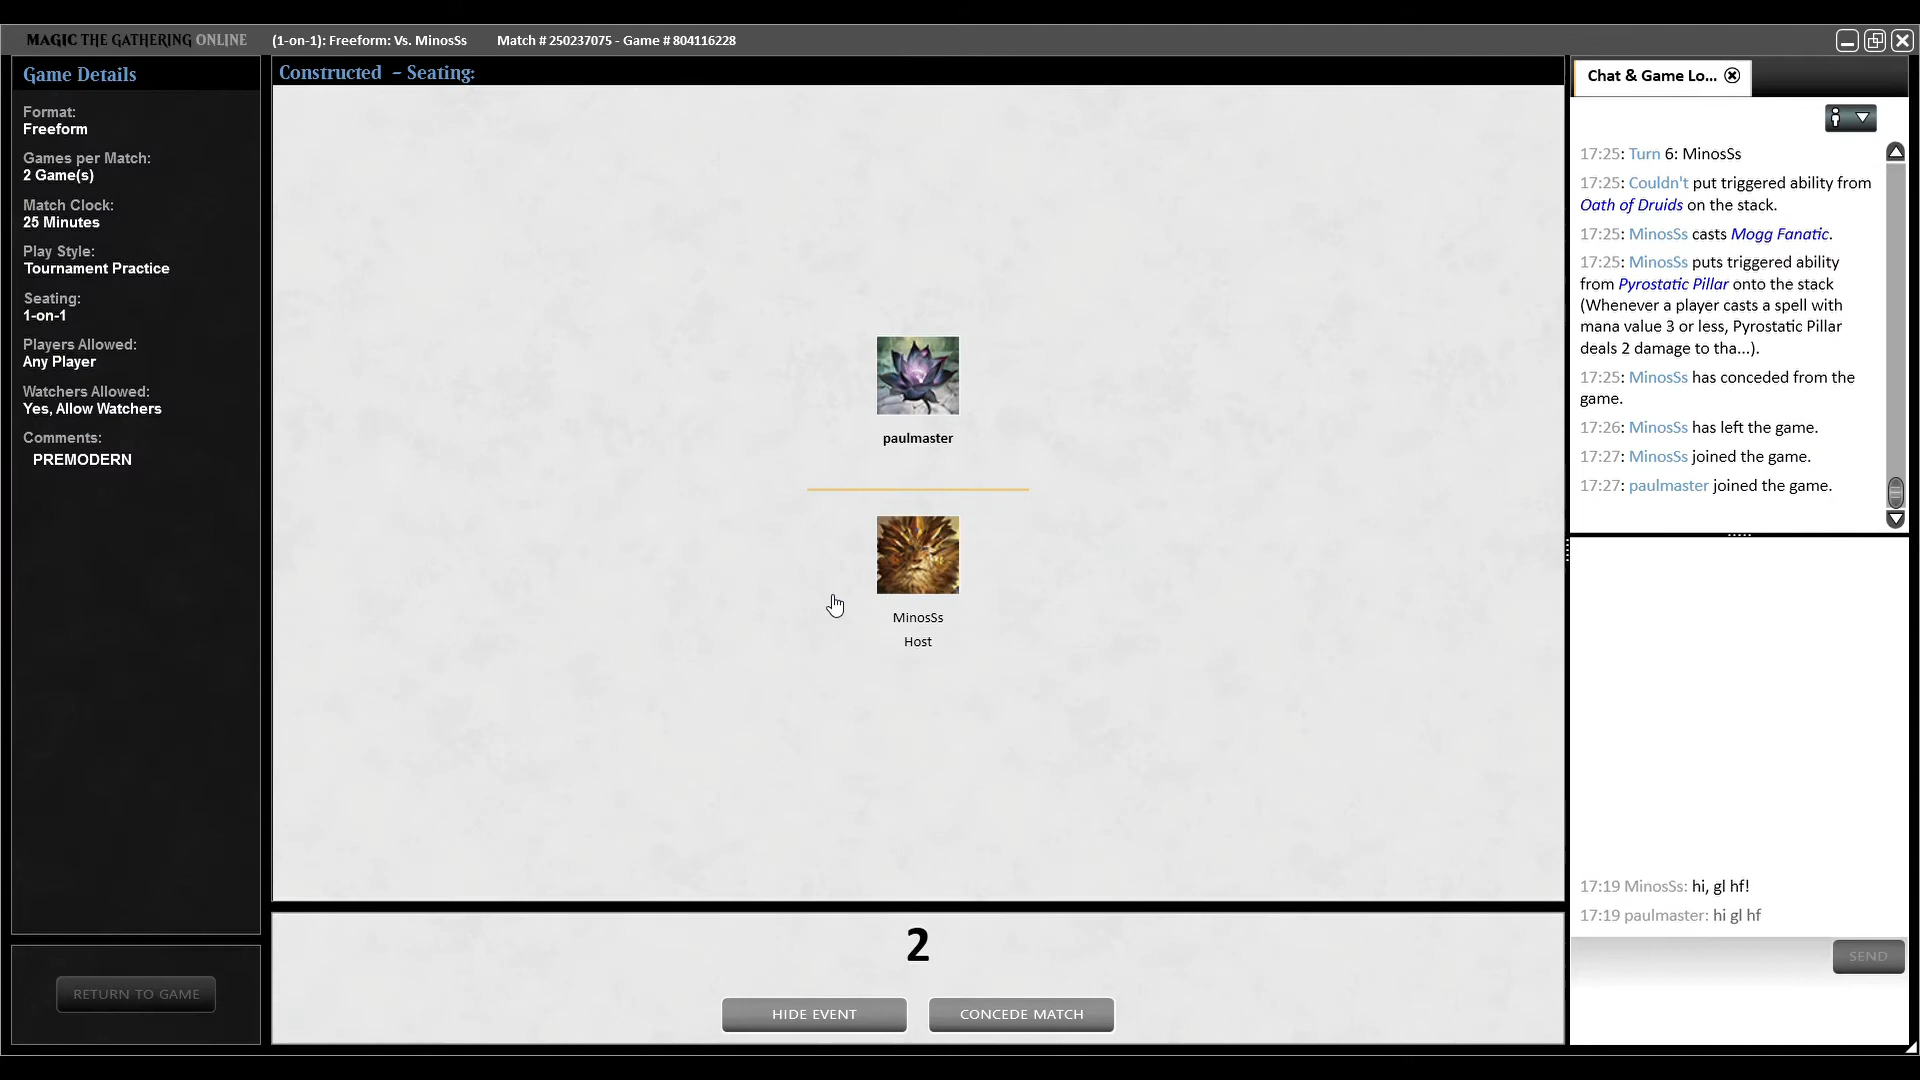 MAGIC THE GATHERING ONLINE
(1-on-1): Freeform: Vs. MinosSs
Match # 250237075 - Game # 804116228
Game Details
Format:
Freeform
Games per Match:
2 Game(s)
Match Clock:
25 Minutes
Play Style:
Tournament Practice
Seating:
1-on-1
Players Allowed:
Any Player
Watchers Allowed:
Yes, Allow Watchers
Comments:
PREMODERN
RETURN TO GAME
Constructed - Seating:
paulmaster
MinosSs
Host
2
HIDE EVENT
CONCEDE MATCH
Chat & Game Lo...
17:25: Turn 6: MinosSs
17:25: Couldn't put triggered ability from
Oath of Druids on the stack.
17:25: MinosSs casts Mogg Fanatic.
17:25: MinosSs puts triggered ability
from Pyrostatic Pillar onto the stack
(Whenever a player casts a spell with
mana value 3 or less, Pyrostatic Pillar
deals 2 damage to tha...).
17:25: MinosSs has conceded from the
game.
17:26: MinosSs has left the game.
17:27: MinosSs joined the game.
17:27: paulmaster joined the game.
17:19 MinosSs: hi, gl hf!
17:19 paulmaster: hi gl hf
SEND